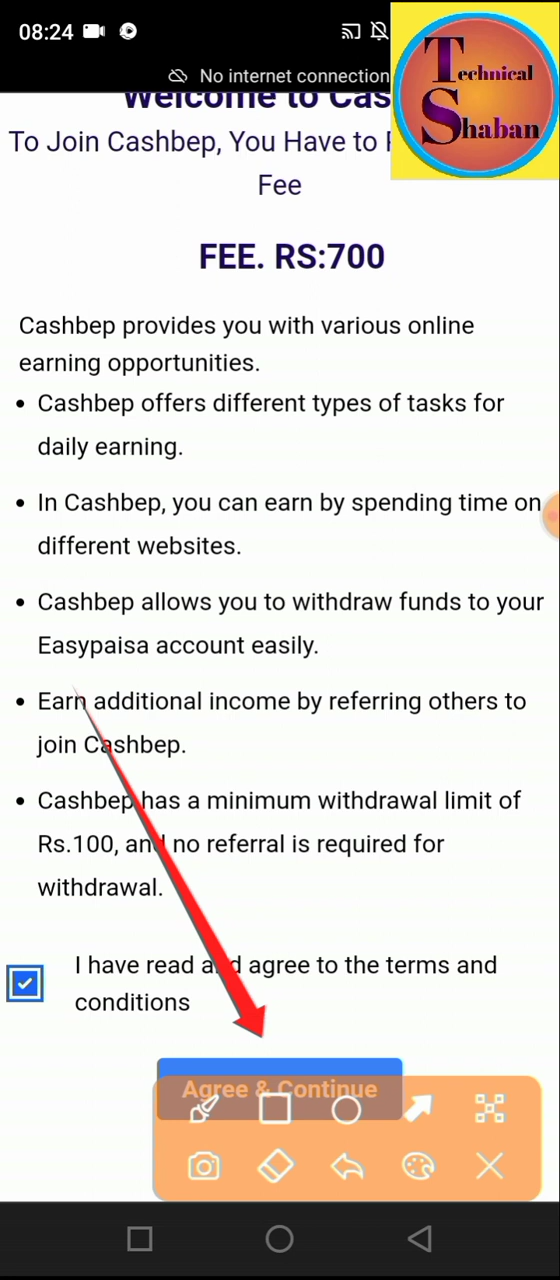 08:24
No internet connection
Technical
Shaban
Welcome to Cas
To Join Cashbep, You Have to
Fee
FEE. RS:700
Cashbep provides you with various online
earning opportunities.
• Cashbep offers different types of tasks for
daily earning.
• In Cashbep, you can earn by spending time on
different websites.
• Cashbep allows you to withdraw funds to your
Easypaisa account easily.
• Earn additional income by referring others to
join Cashbep.
• Cashbep has a minimum withdrawal limit of
Rs.100, and no referral is required for
withdrawal.
I have read and agree to the terms and
conditions
Agree & Continue